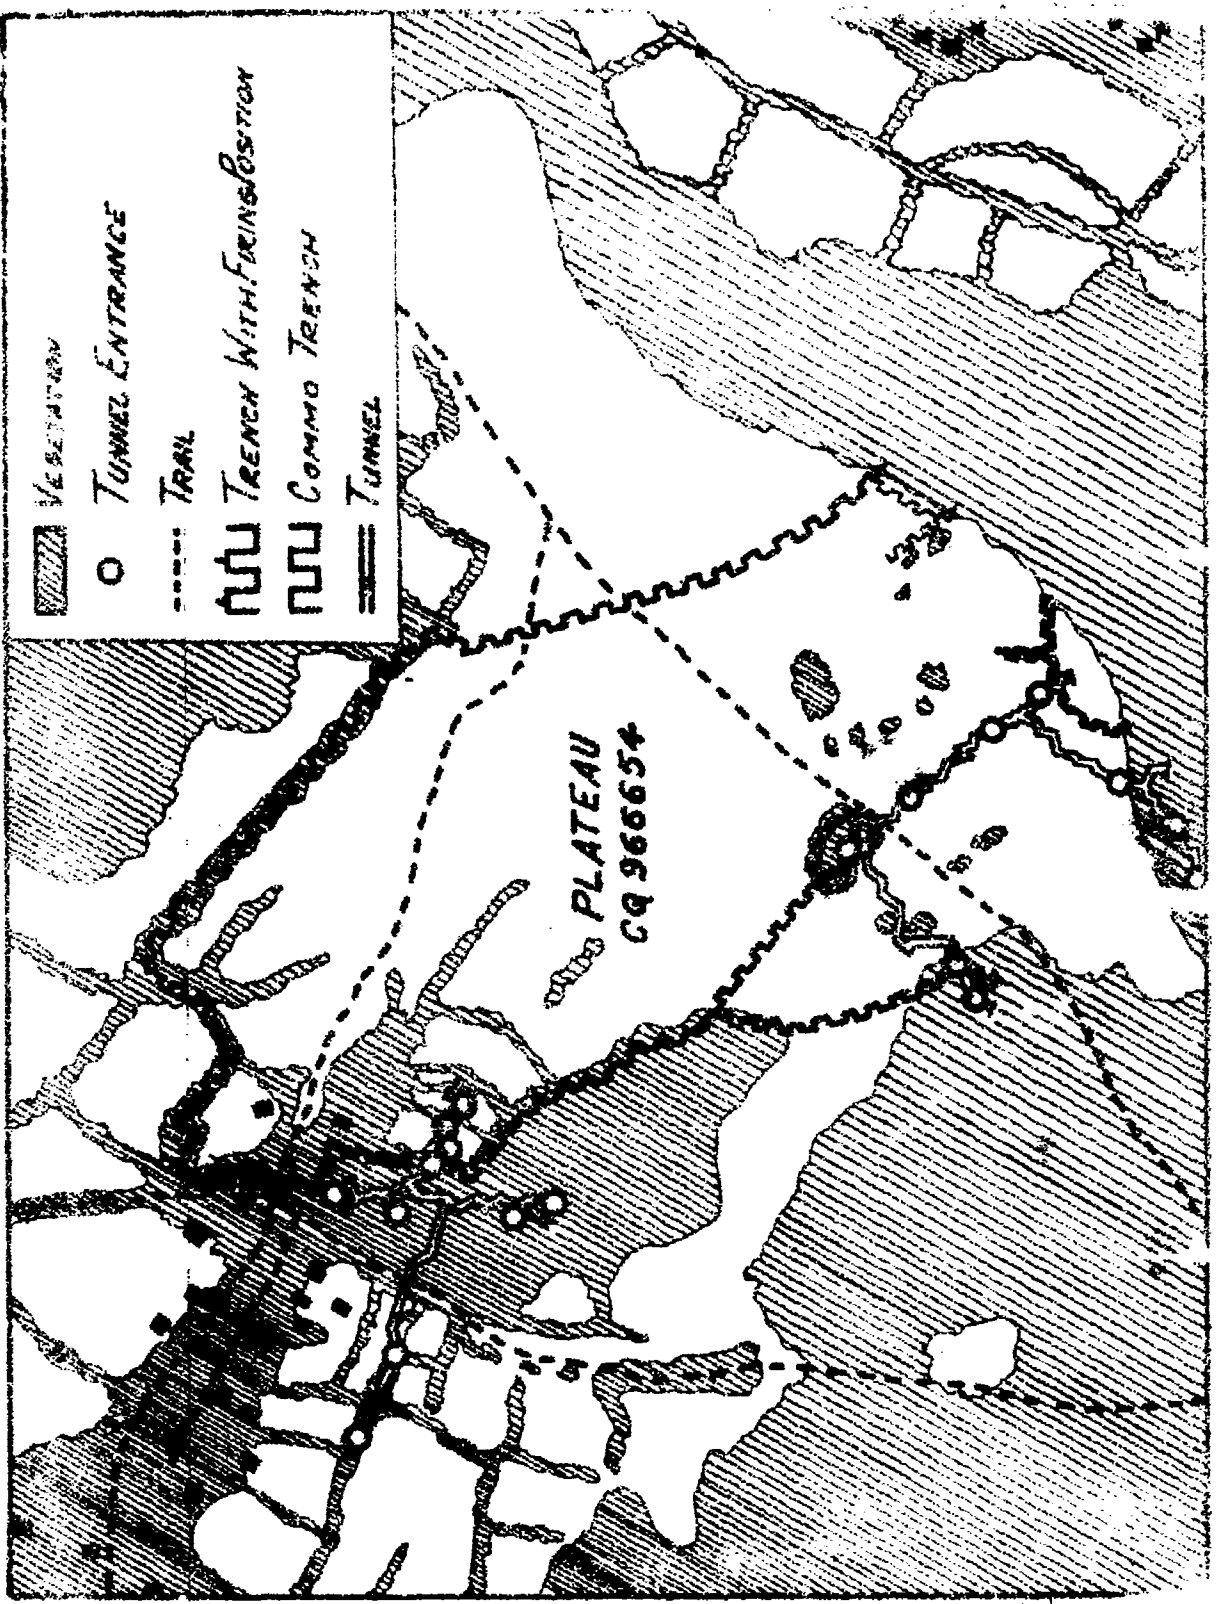 VEGETATION
TUNNEL ENTRANCE
TRAIL
TRENCH WITH FIRING POSITION
COMMO TRENCH
TUNNEL
PLATEAU
CQ 966654